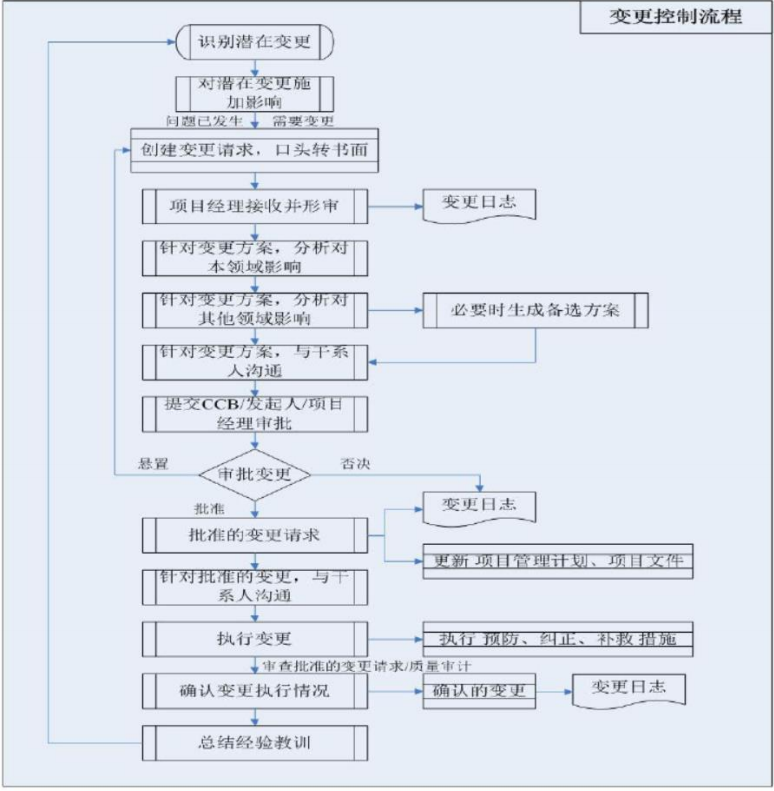 变更控制流程
识别潜在变更
对潜在变更施
加影响
问题已发生 需要变更
创建变更请求，口头转书面
项目经理接收并形审
变更日志
针对变更方案，分析对
本领域影响
针对变更方案，分析对
其他领域影响
必要时生成备选方案
针对变更方案，与干系
人沟通
提交CCB/发起人/项目
经理审批
悬置
审批变更
否决
批准
变更日志
批准的变更请求
更新 项目管理计划、项目文件
针对批准的变更，与干
系人沟通
执行变更
执行 预防、纠正、补救 措施
审查批准的变更请求/质量审计
确认变更执行情况
确认的变更
变更日志
总结经验教训